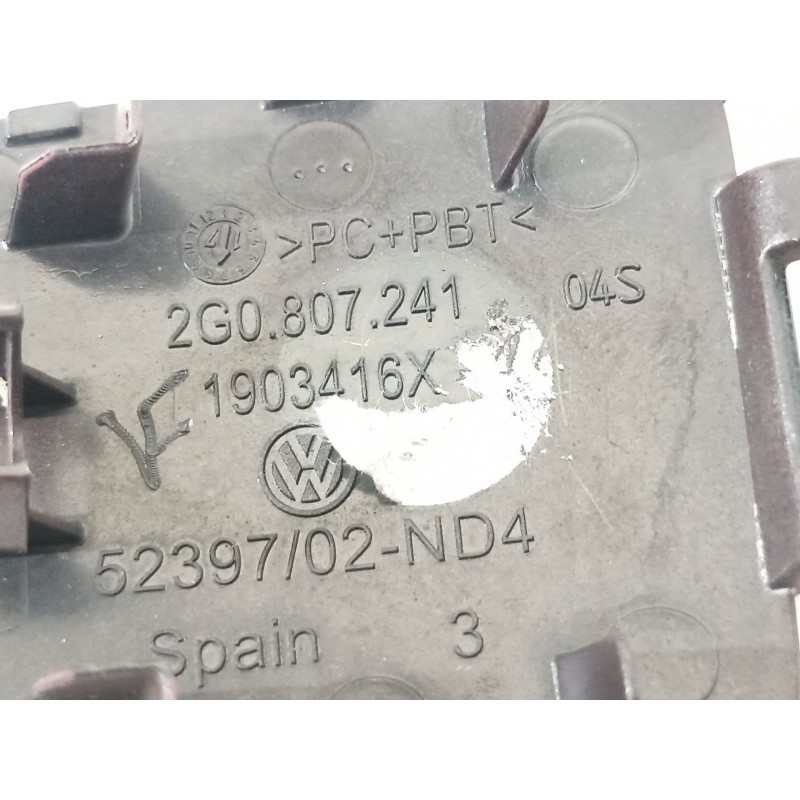 >PC+PBT<
2G0.807.241
04S
1903416X
52397/02-ND4
Spain 3